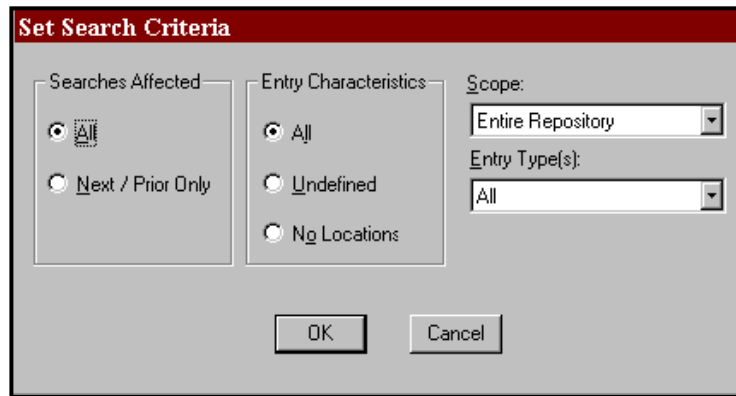 Set Search Criteria
Searches Affected
All
Next / Prior Only
Entry Characteristics
All
Undefined
No Locations
Scope:
Entire Repository
Entry Type(s):
All
OK
Cancel